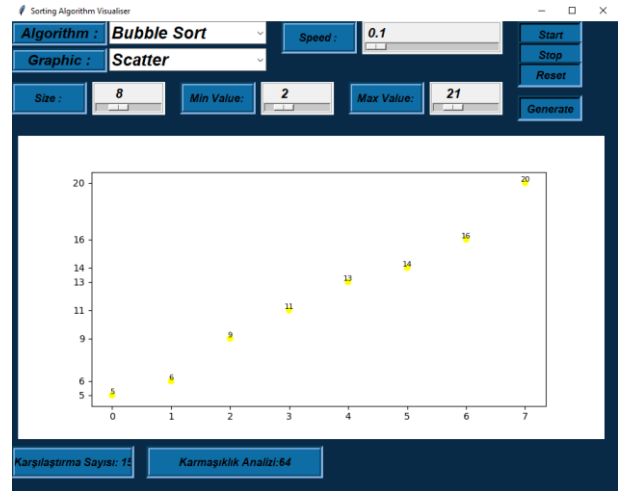 Sorting Algorithm Visualiser
Algorithm : Bubble Sort Speed : 0.1 Start
Graphic : Scatter Stop
Reset
Size : 8 Min Value: 2 Max Value: 21 Generate
20
16
14
13
11
9
6
5
5 6 9 11 13 14 16 20
0 1 2 3 4 5 6 7
Karşılaştırma Sayısı: 15 Karmaşıklık Analizi:64